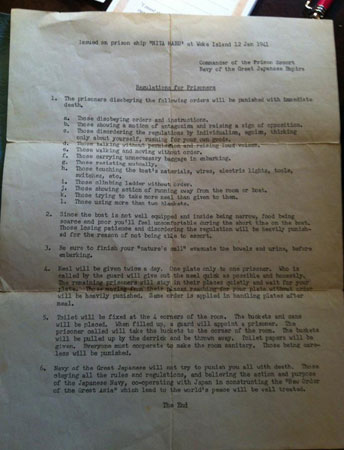 Issued on prison ship "NITA MARU" at Wake Island 12 Jan 1941
Commander of the Prison Escort
Navy of the Great Japanese Empire
Regulations for Prisoners
1. The prisoners disobeying the following orders will be punished with immediate
death.
a. Those disobeying orders and instructions.
b. Those showing a motion of antagonism and raising a sign of opposition.
c. Those disordering the regulations by individualism, egoism, thinking
only about yourself, rushing for your own goods.
d. Those talking without permission and raising loud voices.
e. Those walking and moving without order.
f. Those carrying unnecessary baggage in embarking.
g. Those resisting mutually.
h. Those touching the boat's materials, wires, electric lights, tools,
switches, etc.
i. Those climbing ladder without order.
j. Those showing action of running away from the room or boat.
k. Those trying to take more meal than given to them.
l. Those using more than two blankets.
2. Since the boat is not well equipped and inside being narrow, food being
scarce and poor you'll feel uncomfortable during the short time on the boat.
Those losing patience and disordering the regulation will be heavily punish-
ed for the reason of not being able to escort.
3. Be sure to finish your "nature's call" evacuate the bowels and urine, before
embarking.
4. Meal will be given twice a day. One plate only to one prisoner. Who is
called by the guard will give out the meal quick as possible and honestly.
The remaining prisoners will stay in their places quietly and wait for your
plate. Those moving from their places reaching for your plate without order
will be heavily punished. Same order is applied in handling plates after
meal.
5. Toilet will be fixed at the 4 corners of the room. The buckets and cans
will be placed. When filled up, a guard will appoint a prisoner. The
prisoner called will take the buckets to the corner of the room. The buckets
will be pulled up by the derrick and be thrown away. Toilet papers will be
given. Everyone must cooperate to make the room sanitary. Those being care-
less will be punished.
6. Navy of the Great Japanese will not try to punish you all with death. Those
obeying all the rules and regulations, and believing the action and purpose
of the Japanese Navy, co-operating with Japan in constructing the "New Order
of the Great Asia" which lead to the world's peace will be well treated.
The End